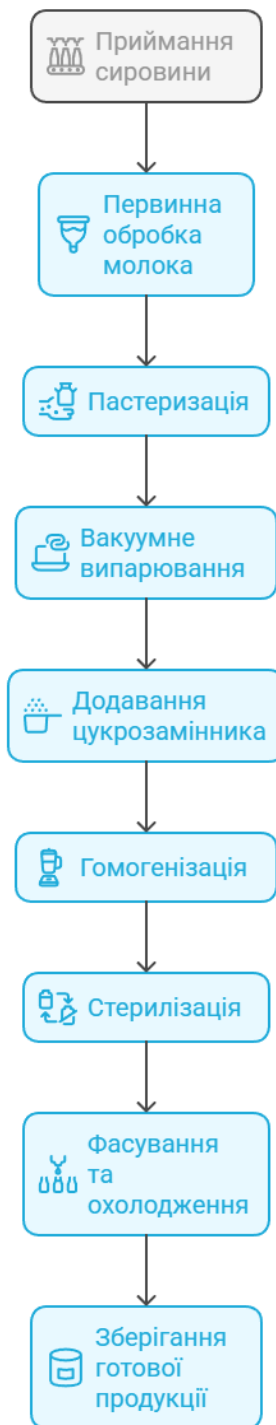 Приймання
сировини
Первинна
обробка
молока
Пастеризація
Вакуумне
випарювання
Додавання
цукрозамінника
Гомогенізація
Стерилізація
Фасування
та
охолодження
Зберігання
готової
продукції